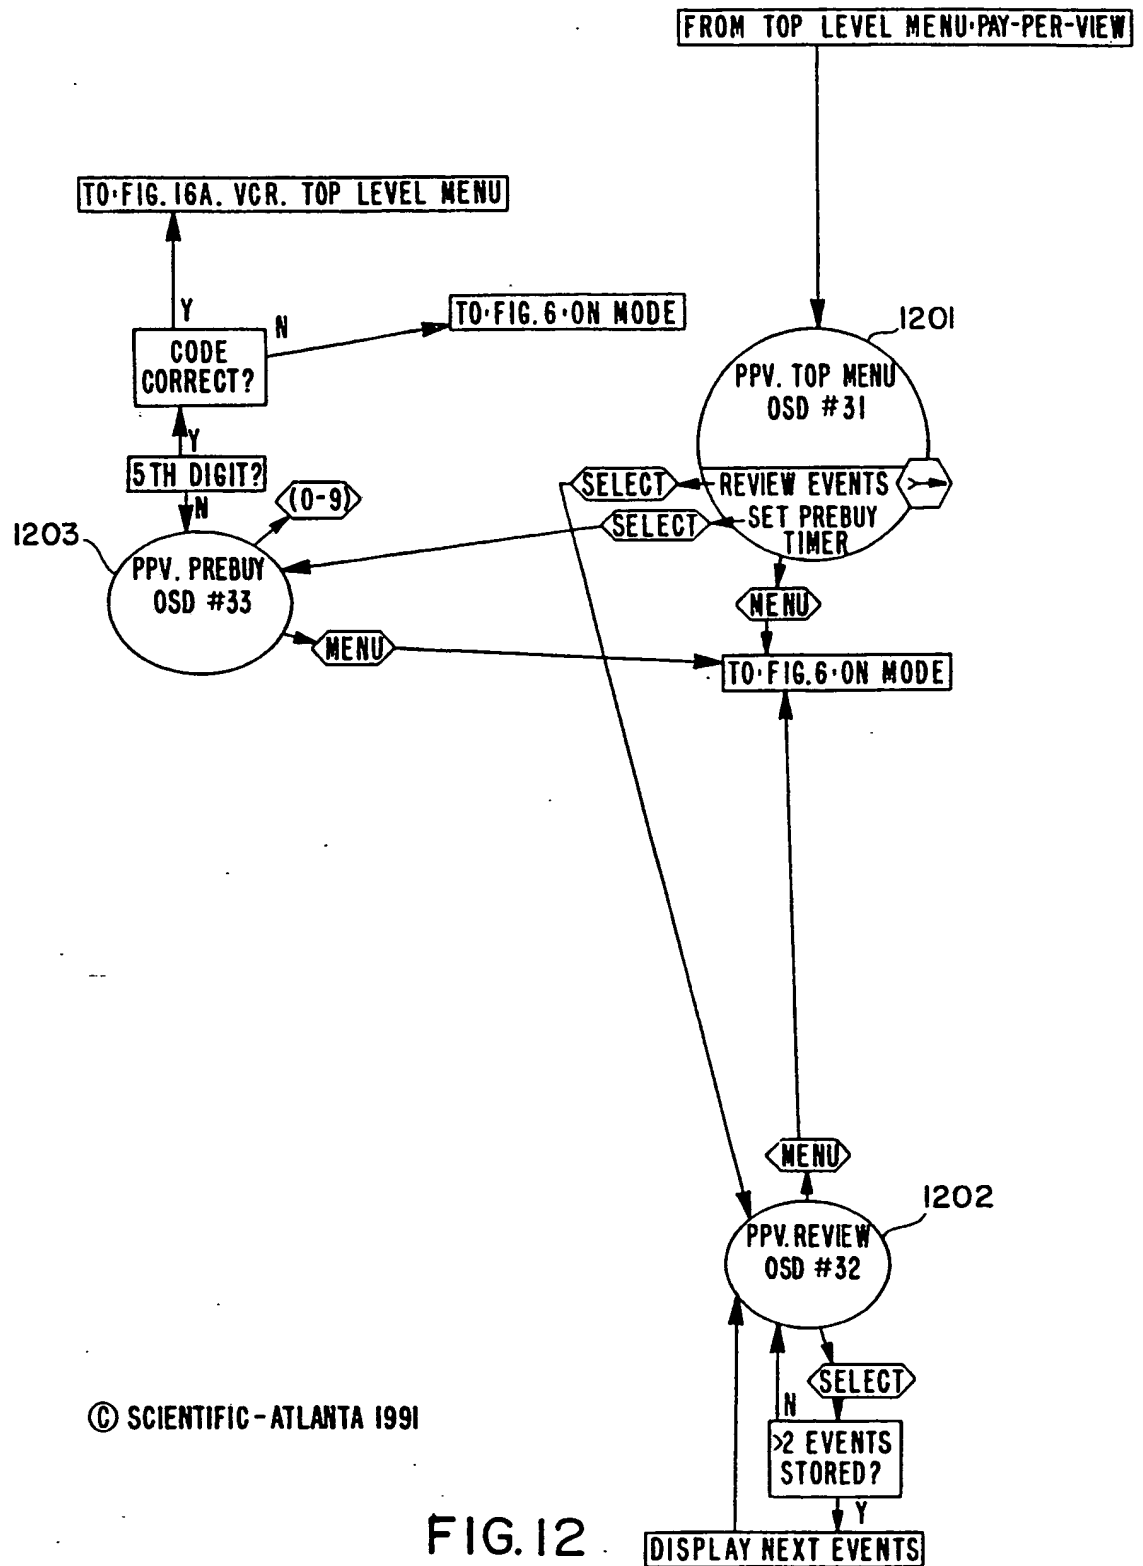 FROM TOP LEVEL MENU·PAY-PER-VIEW
TO·FIG.16A. VCR. TOP LEVEL MENU
Y
N
TO·FIG.6·ON MODE
CODE
CORRECT?
Y
5TH DIGIT?
N
(0-9)
1203
PPV. PREBUY
OSD #33
MENU
1201
PPV. TOP MENU
OSD #31
SELECT
REVIEW EVENTS
SELECT
SET PREBUY
TIMER
MENU
TO·FIG.6·ON MODE
MENU
1202
PPV.REVIEW
OSD #32
SELECT
N
>2 EVENTS
STORED?
Y
DISPLAY NEXT EVENTS
© SCIENTIFIC-ATLANTA 1991
FIG.12